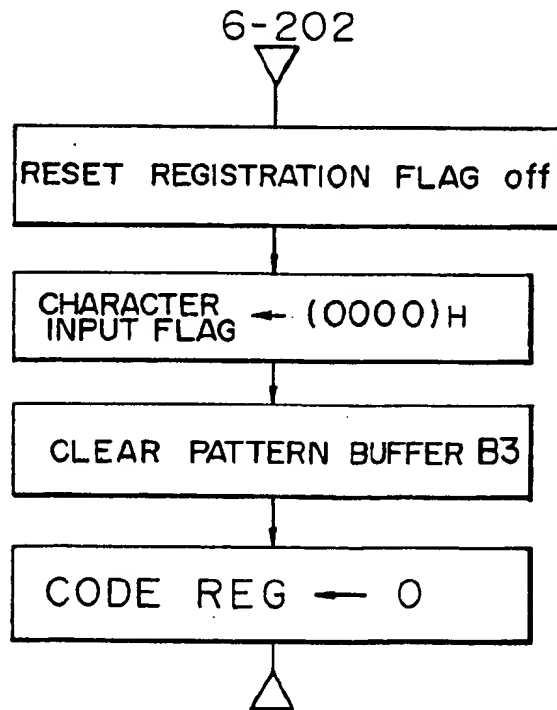 6-202
RESET REGISTRATION FLAG off
CHARACTER
INPUT FLAG ← (0000)H
CLEAR PATTERN BUFFER B3
CODE REG ← 0